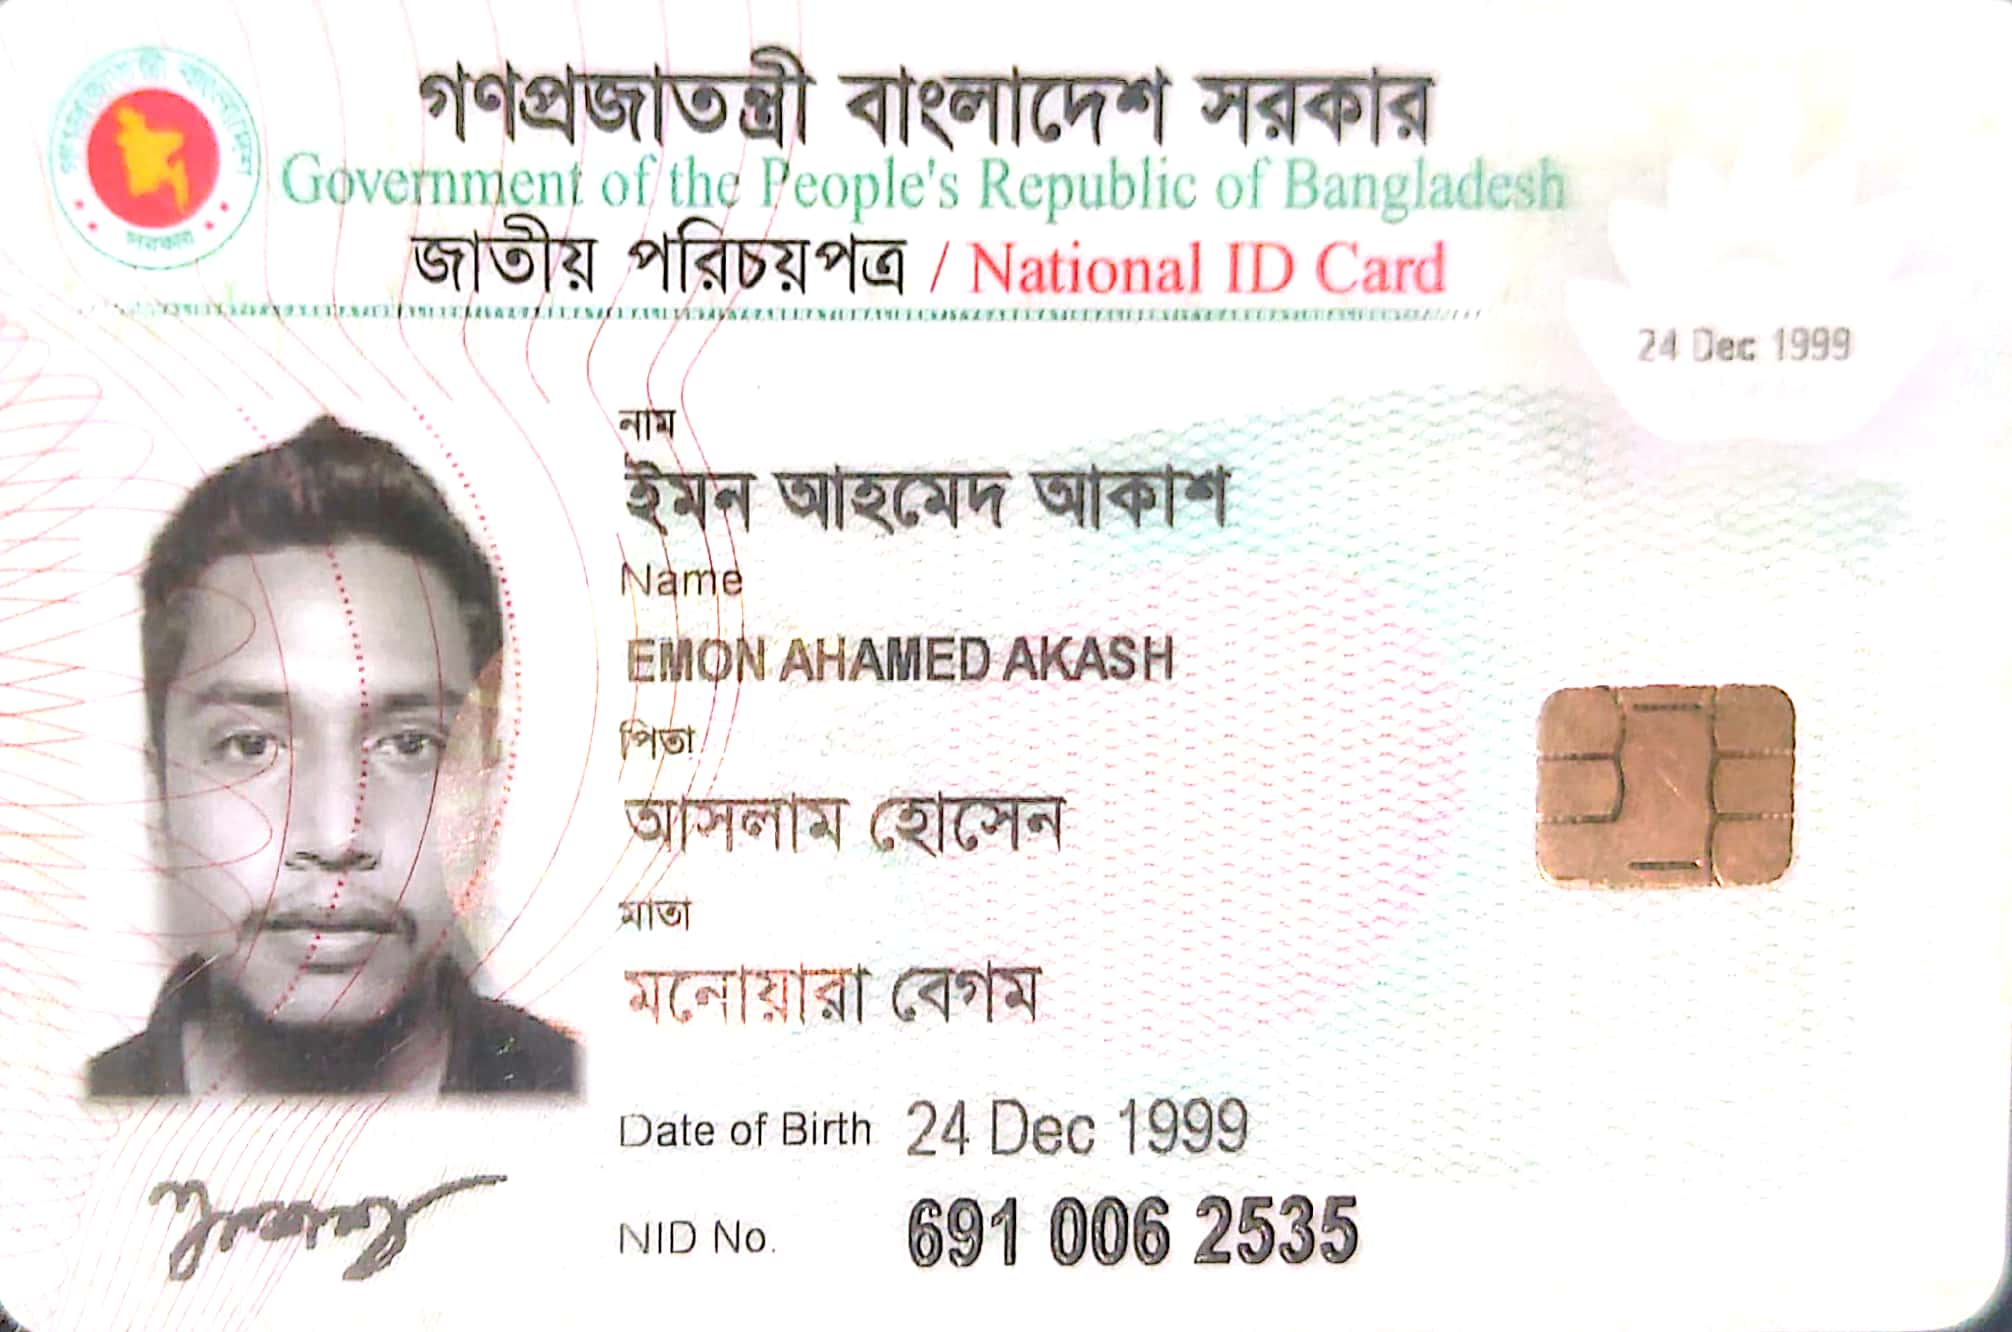 গণপ্রজাতন্ত্রী বাংলাদেশ সরকার
Government of the People's Republic of Bangladesh
জাতীয় পরিচয়পত্র / National ID Card
24 Dec 1999
নাম
ইমন আহমেদ আকাশ
Name
EMON AHAMED AKASH
পিতা
আসলাম হোসেন
মাতা
মনোয়ারা বেগম
Date of Birth 24 Dec 1999
NID No. 691 006 2535